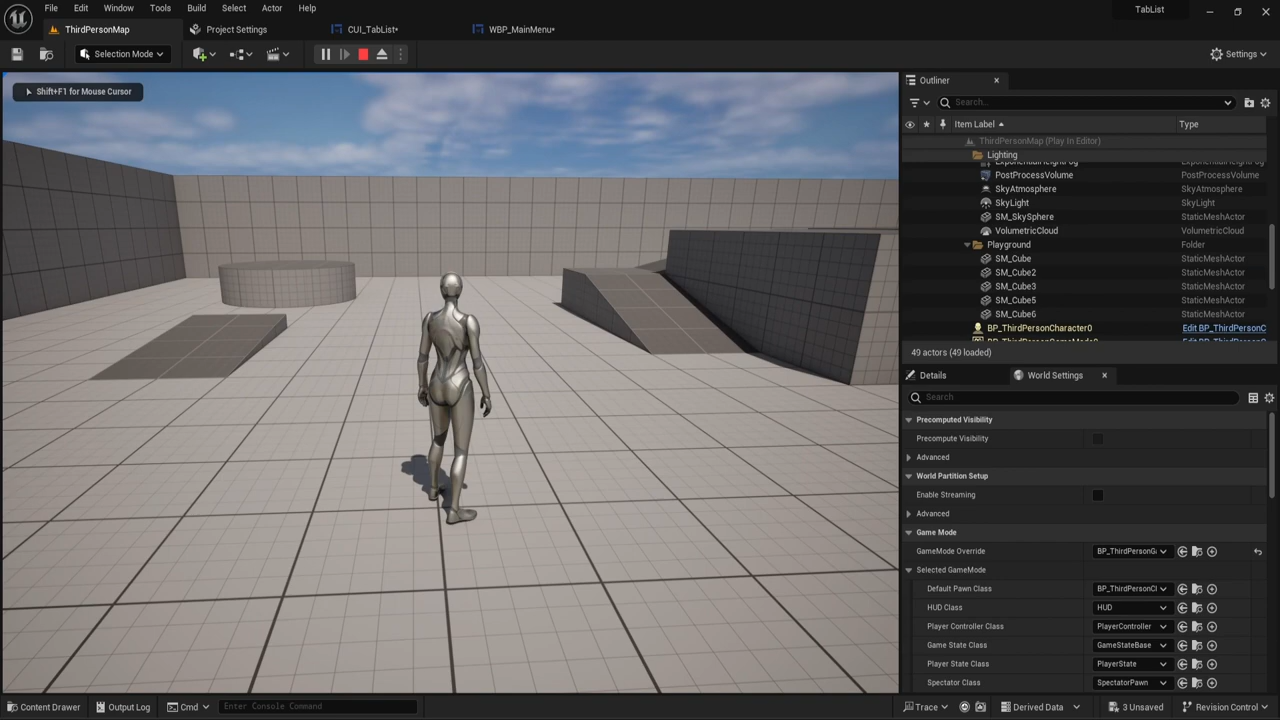 File Edit Window Tools Build Select Actor Help
TabList
ThirdPersonMap
Project Settings
CUI_TabList*
WBP_MainMenu*
Selection Mode
Settings
Shift+F1 for Mouse Cursor
Outliner
Search...
Item Label
Type
ThirdPersonMap (Play In Editor)
Lighting
PostProcessVolume PostProcessVolume
SkyAtmosphere SkyAtmosphere
SkyLight SkyLight
SM_SkySphere StaticMeshActor
VolumetricCloud VolumetricCloud
Playground Folder
SM_Cube StaticMeshActor
SM_Cube2 StaticMeshActor
SM_Cube3 StaticMeshActor
SM_Cube5 StaticMeshActor
SM_Cube6 StaticMeshActor
BP_ThirdPersonCharacter0 Edit BP_ThirdPersonC
49 actors (49 loaded)
Details
World Settings
Search
Precomputed Visibility
Precompute Visibility
Advanced
World Partition Setup
Enable Streaming
Advanced
Game Mode
GameMode Override BP_ThirdPersonGa
Selected GameMode
Default Pawn Class BP_ThirdPersonCl
HUD Class HUD
Player Controller Class PlayerController
Game State Class GameStateBase
Player State Class PlayerState
Spectator Class SpectatorPawn
Content Drawer
Output Log
Cmd
Enter Console Command
Trace
Derived Data
3 Unsaved
Revision Control